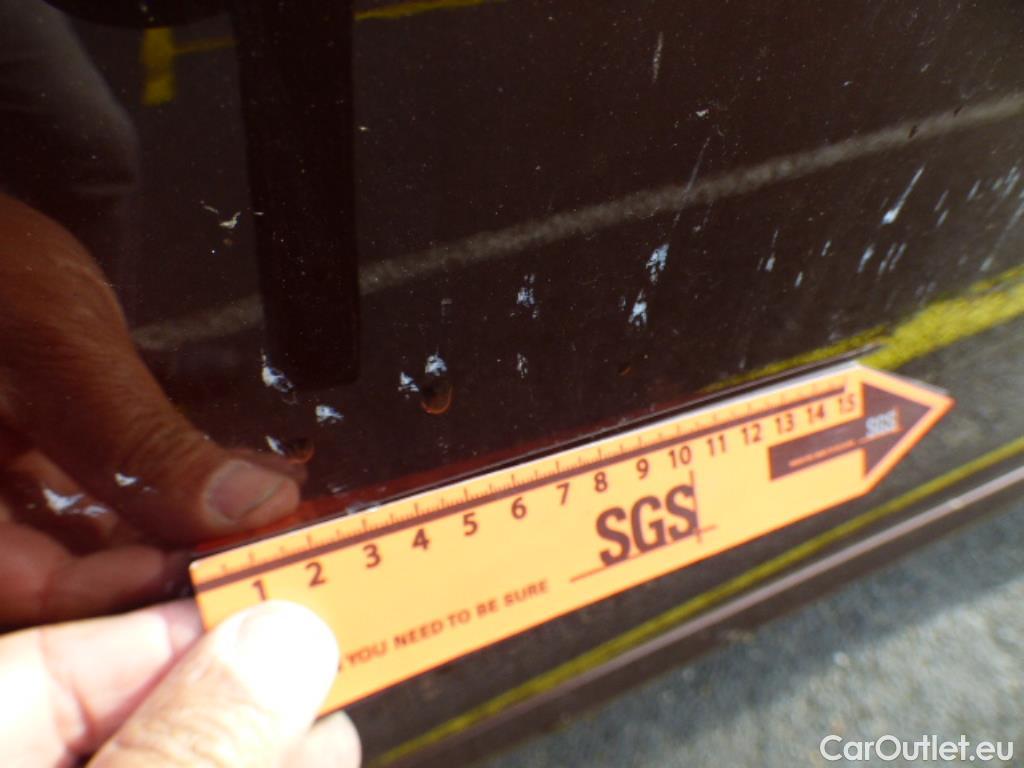 1 2 3 4 5 6 7 8 9 10 11 12 13 14 15
SGS
SGS
YOU NEED TO BE SURE
CarOutlet.eu